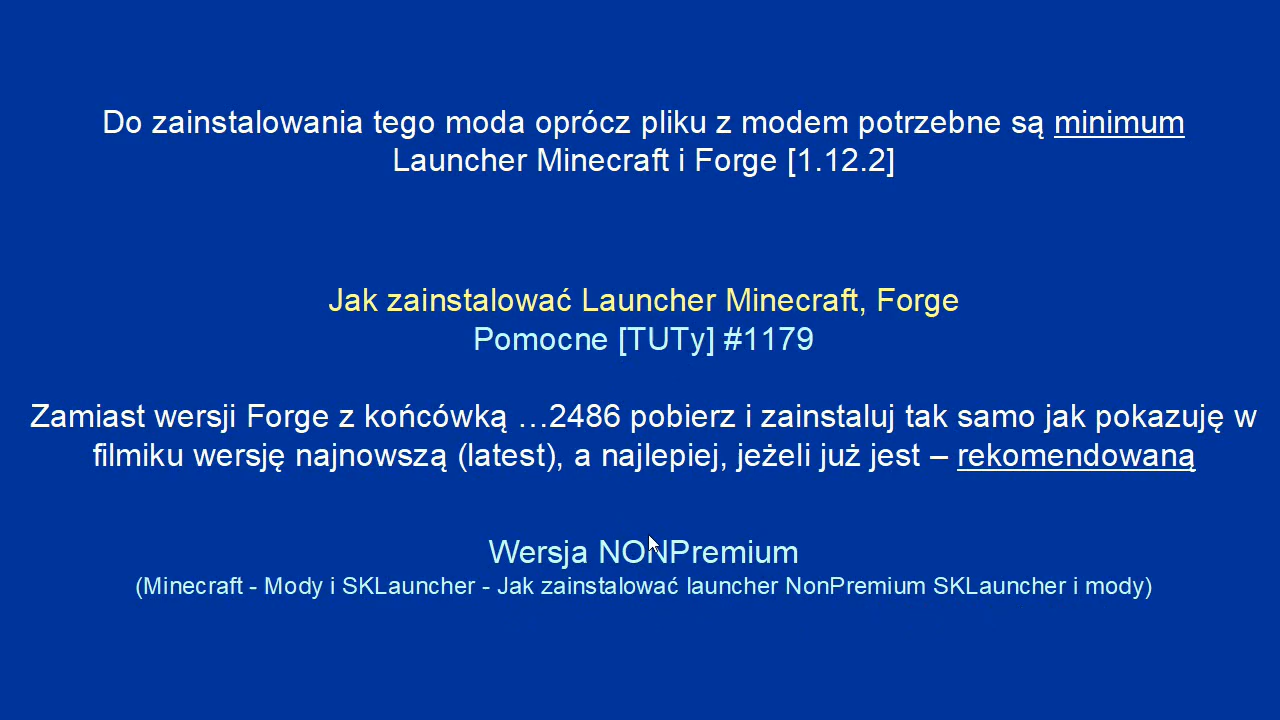 Do zainstalowania tego moda oprócz pliku z modem potrzebne są minimum
Launcher Minecraft i Forge [1.12.2]
Jak zainstalować Launcher Minecraft, Forge
Pomocne [TUTy] #1179
Zamiast wersji Forge z końcówką …2486 pobierz i zainstaluj tak samo jak pokazuję w
filmiku wersję najnowszą (latest), a najlepiej, jeżeli już jest – rekomendowaną
Wersja NONPremium
(Minecraft - Mody i SKLauncher - Jak zainstalować launcher NonPremium SKLauncher i mody)